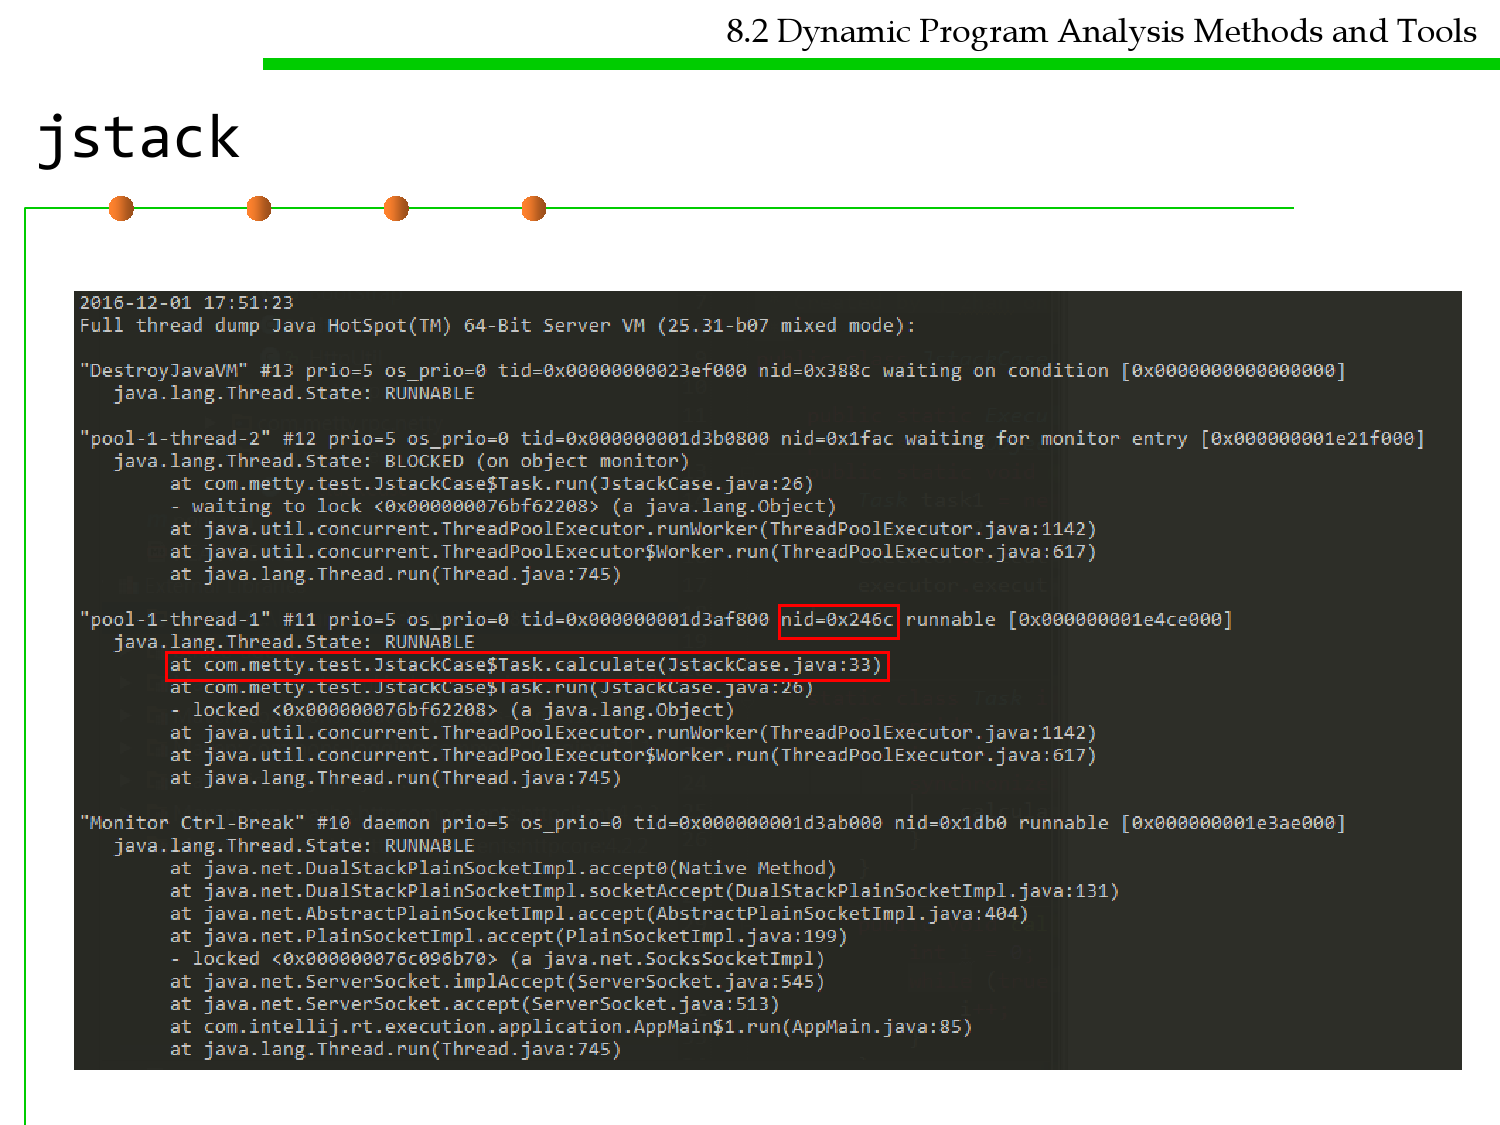 8.2 Dynamic Program Analysis Methods and Tools
jstack
2016-12-01 17:51:23
Full thread dump Java HotSpot(TM) 64-Bit Server VM (25.31-b07 mixed mode):
"DestroyJavaVM" #13 prio=5 os_prio=0 tid=0x00000000023ef000 nid=0x388c waiting on condition [0x0000000000000000]
java.lang.Thread.State: RUNNABLE
"pool-1-thread-2" #12 prio=5 os_prio=0 tid=0x000000001d3b0800 nid=0x1fac waiting for monitor entry [0x000000001e21f000]
java.lang.Thread.State: BLOCKED (on object monitor)
at com.metty.test.JstackCase$Task.run(JstackCase.java:26)
- waiting to lock <0x000000076bf62208> (a java.lang.Object)
at java.util.concurrent.ThreadPoolExecutor.runWorker(ThreadPoolExecutor.java:1142)
at java.util.concurrent.ThreadPoolExecutor$Worker.run(ThreadPoolExecutor.java:617)
at java.lang.Thread.run(Thread.java:745)
"pool-1-thread-1" #11 prio=5 os_prio=0 tid=0x000000001d3af800 nid=0x246c runnable [0x000000001e4ce000]
java.lang.Thread.State: RUNNABLE
at com.metty.test.JstackCase$Task.calculate(JstackCase.java:33)
at com.metty.test.JstackCase$Task.run(JstackCase.java:26)
- locked <0x000000076bf62208> (a java.lang.Object)
at java.util.concurrent.ThreadPoolExecutor.runWorker(ThreadPoolExecutor.java:1142)
at java.util.concurrent.ThreadPoolExecutor$Worker.run(ThreadPoolExecutor.java:617)
at java.lang.Thread.run(Thread.java:745)
"Monitor Ctrl-Break" #10 daemon prio=5 os_prio=0 tid=0x000000001d3ab000 nid=0x1db0 runnable [0x000000001e3ae000]
java.lang.Thread.State: RUNNABLE
at java.net.DualStackPlainSocketImpl.accept0(Native Method)
at java.net.DualStackPlainSocketImpl.socketAccept(DualStackPlainSocketImpl.java:131)
at java.net.AbstractPlainSocketImpl.accept(AbstractPlainSocketImpl.java:404)
at java.net.PlainSocketImpl.accept(PlainSocketImpl.java:199)
- locked <0x000000076c096b70> (a java.net.SocksSocketImpl)
at java.net.ServerSocket.implAccept(ServerSocket.java:545)
at java.net.ServerSocket.accept(ServerSocket.java:513)
at com.intellij.rt.execution.application.AppMain$1.run(AppMain.java:85)
at java.lang.Thread.run(Thread.java:745)